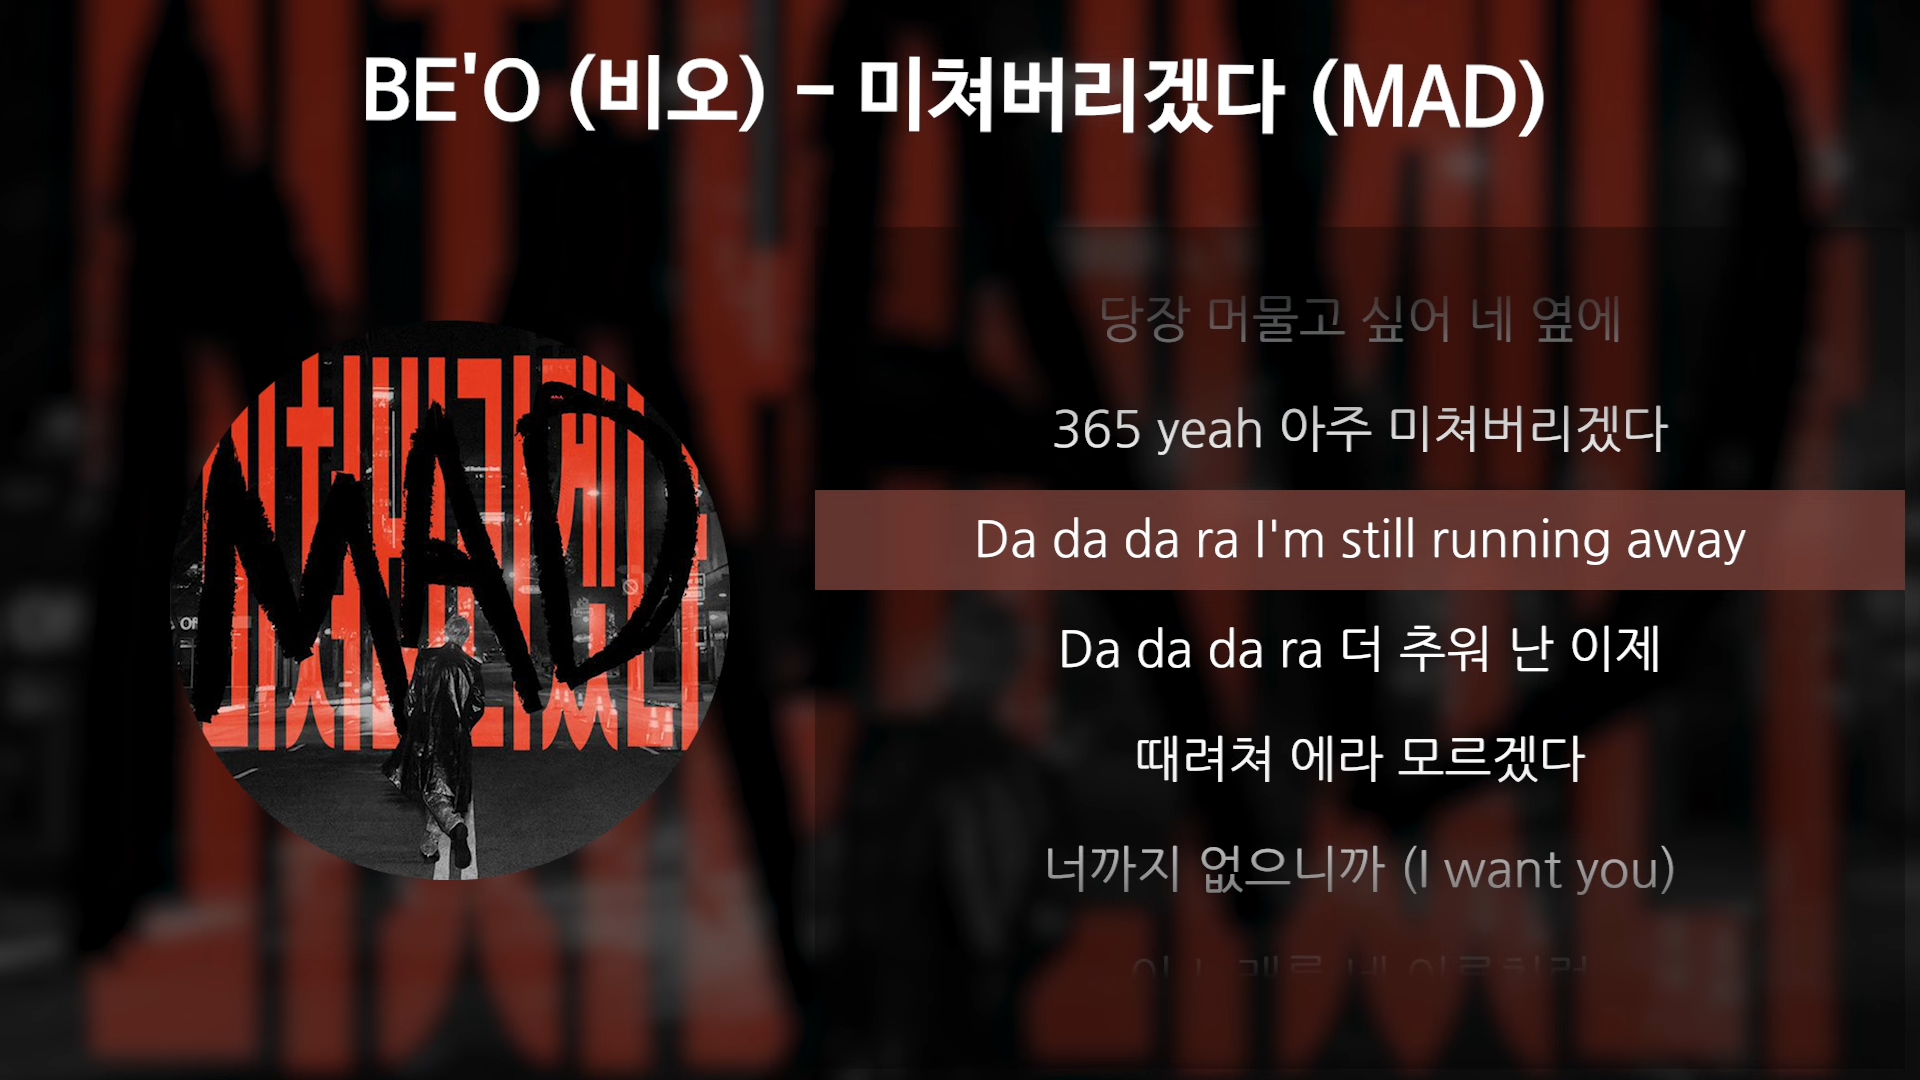 BE'O (비오) - 미쳐버리겠다 (MAD)
당장 머물고 싶어 네 옆에
365 yeah 아주 미쳐버리겠다
MAD
Da da da ra I'm still running away
Da da da ra 더 추워 난 이제
때려쳐 에라 모르겠다
너까지 없으니까 (I want you)